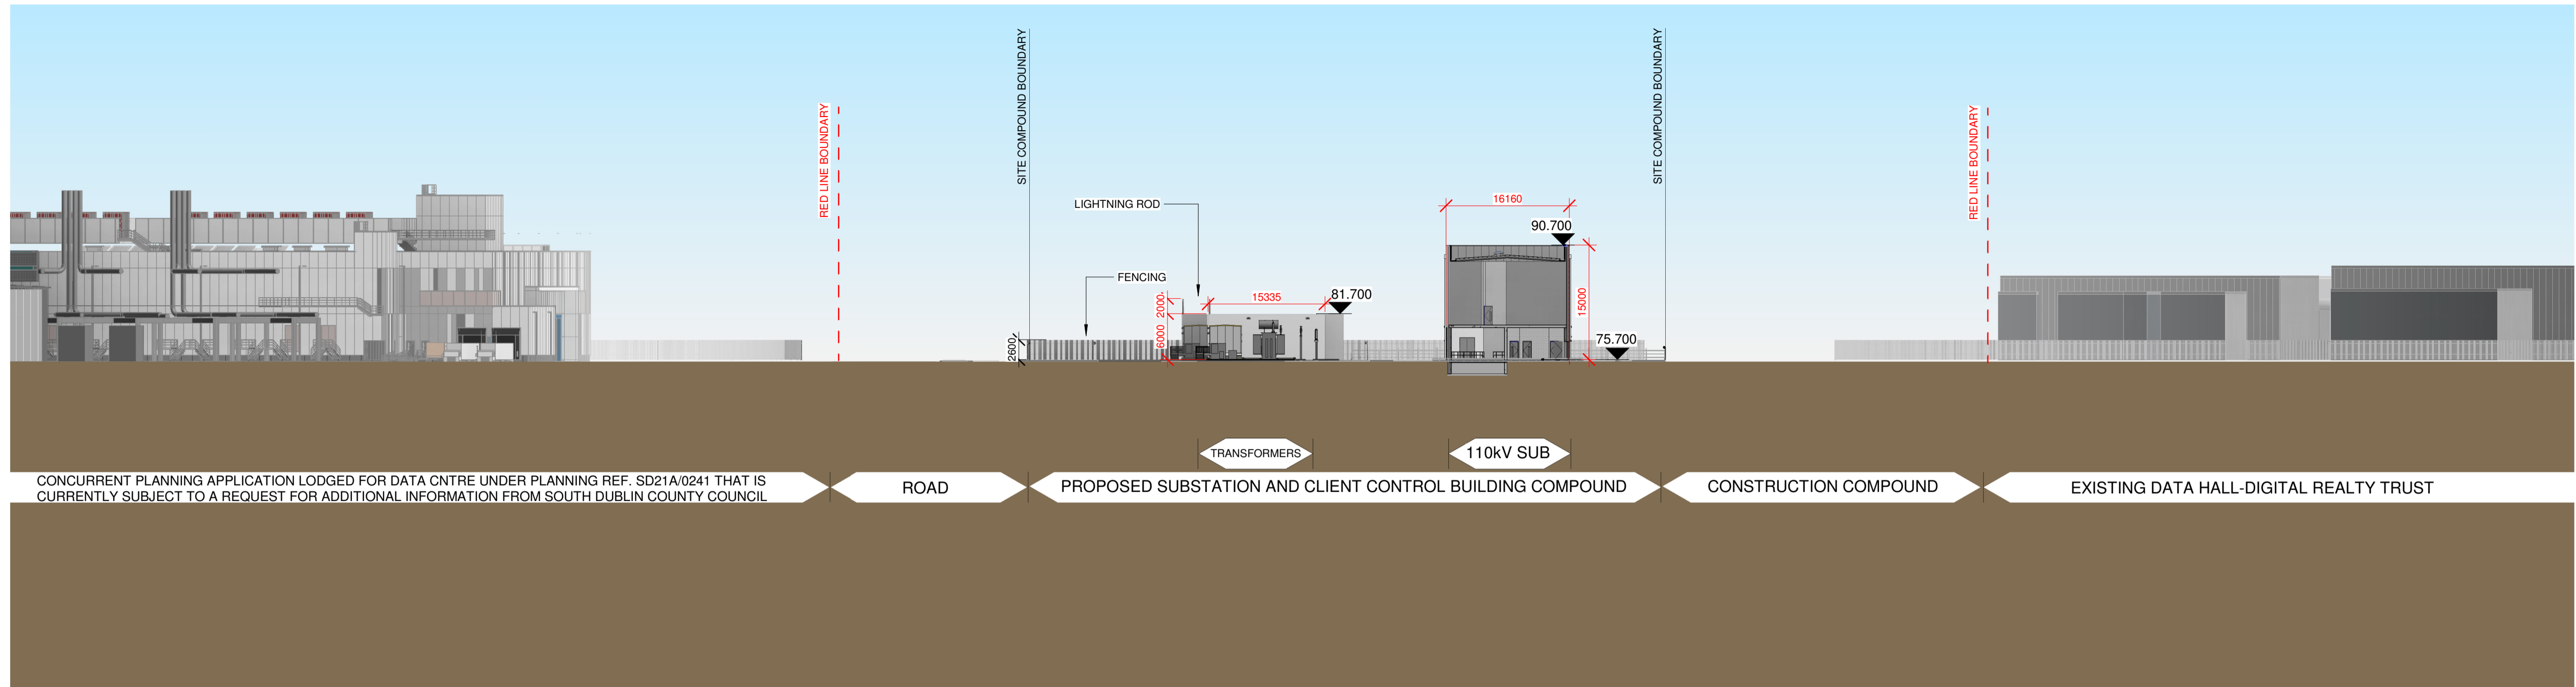 RED LINE BOUNDARY
SITE COMPOUND BOUNDARY
SITE COMPOUND BOUNDARY
RED LINE BOUNDARY
LIGHTNING ROD
FENCING
16160
90.700
15000
75.700
15335
81.700
2000
6000
2600
TRANSFORMERS
110kV SUB
CONCURRENT PLANNING APPLICATION LODGED FOR DATA CNTRE UNDER PLANNING REF. SD21A/0241 THAT IS
CURRENTLY SUBJECT TO A REQUEST FOR ADDITIONAL INFORMATION FROM SOUTH DUBLIN COUNTY COUNCIL
ROAD
PROPOSED SUBSTATION AND CLIENT CONTROL BUILDING COMPOUND
CONSTRUCTION COMPOUND
EXISTING DATA HALL-DIGITAL REALTY TRUST